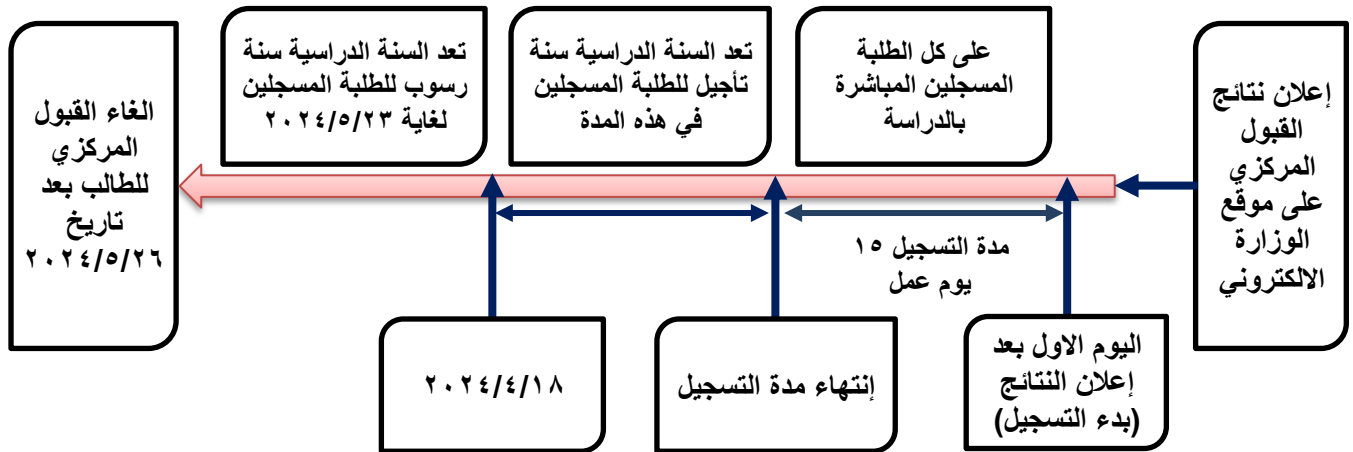 إعلان نتائج
القبول
المركزي
على موقع
الوزارة
الالكتروني
على كل الطلبة
المسجلين المباشرة
بالدراسة
تعد السنة الدراسية سنة
تأجيل للطلبة المسجلين
في هذه المدة
تعد السنة الدراسية سنة
رسوب للطلبة المسجلين
لغاية ٢٠٢٤/٥/٢٣
الغاء القبول
المركزي
للطالب بعد
تاريخ
٢٠٢٤/٥/٢٦
مدة التسجيل ١٥
يوم عمل
اليوم الاول بعد
إعلان النتائج
(بدء التسجيل)
إنتهاء مدة التسجيل
٢٠٢٤/٤/١٨